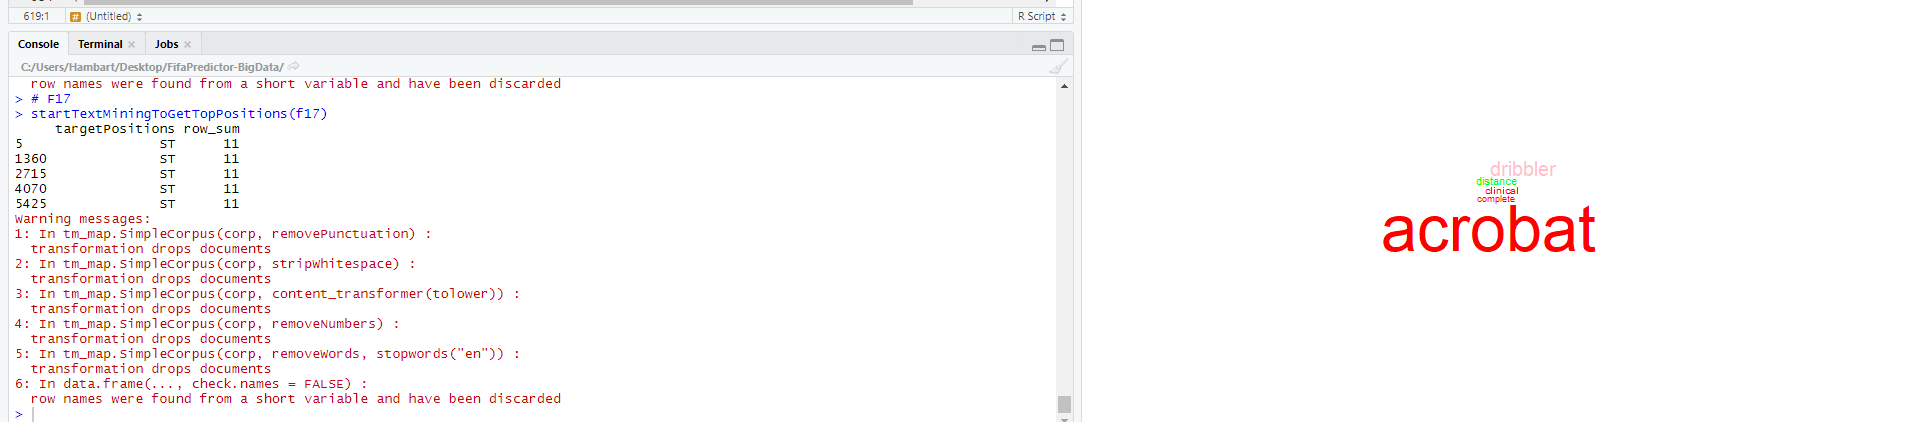 619:1 # (Untitled) R Script
Console Terminal × Jobs ×
C:/Users/Hambart/Desktop/FifaPredictor-BigData/
row names were found from a short variable and have been discarded
> # F17
> startTextMiningToGetTopPositions(f17)
targetPositions row_sum
5 ST 11
1360 ST 11
2715 ST 11
4070 ST 11
5425 ST 11
Warning messages:
1: In tm_map.SimpleCorpus(corp, removePunctuation) :
transformation drops documents
2: In tm_map.SimpleCorpus(corp, stripWhitespace) :
transformation drops documents
3: In tm_map.SimpleCorpus(corp, content_transformer(tolower)) :
transformation drops documents
4: In tm_map.SimpleCorpus(corp, removeNumbers) :
transformation drops documents
5: In tm_map.SimpleCorpus(corp, removeWords, stopwords("en")) :
transformation drops documents
6: In data.frame(..., check.names = FALSE) :
row names were found from a short variable and have been discarded
>
dribbler
distance
clinical
complete
acrobat